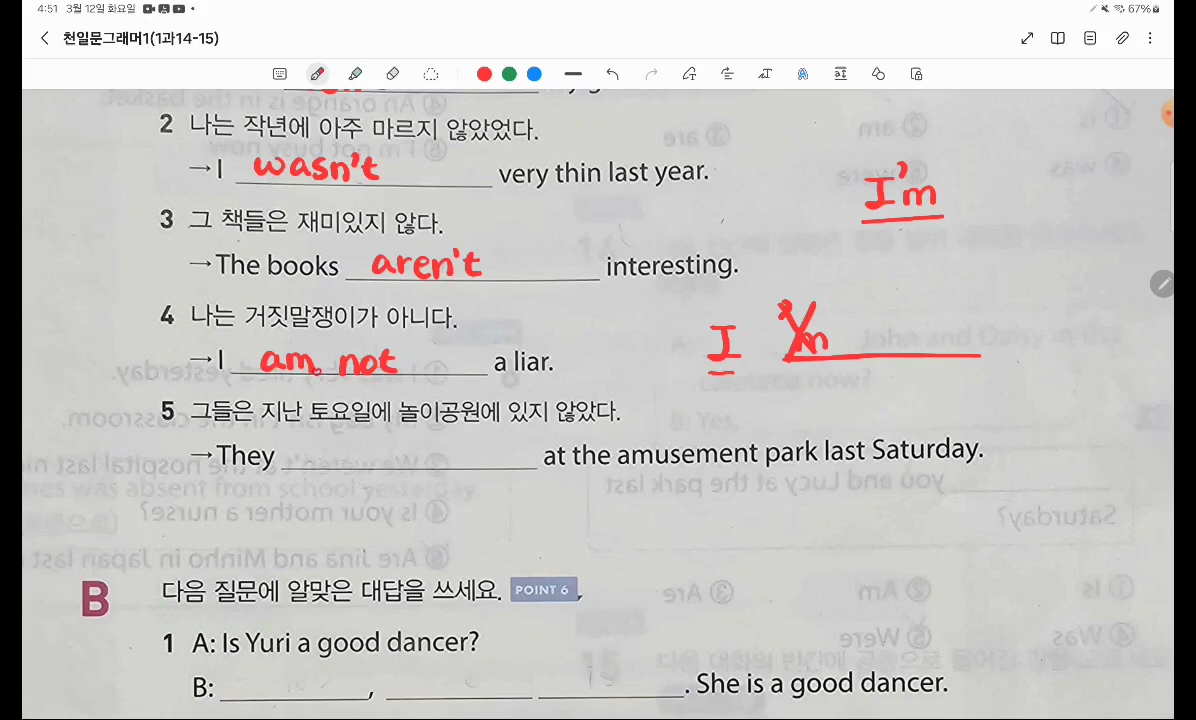 4:51 3월 12일 화요일 67%
천일문그래머1(1과14-15)
2 나는 작년에 아주 마르지 않았었다.
→ I wasn't very thin last year.
I'm
3 그 책들은 재미있지 않다.
→ The books aren't interesting.
4 나는 거짓말쟁이가 아니다.
→ I am not a liar.
I 'm
5 그들은 지난 토요일에 놀이공원에 있지 않았다.
→ They ____ at the amusement park last Saturday.
B 다음 질문에 알맞은 대답을 쓰세요. POINT 6
1 A: Is Yuri a good dancer?
B: ____, ____ ____. She is a good dancer.